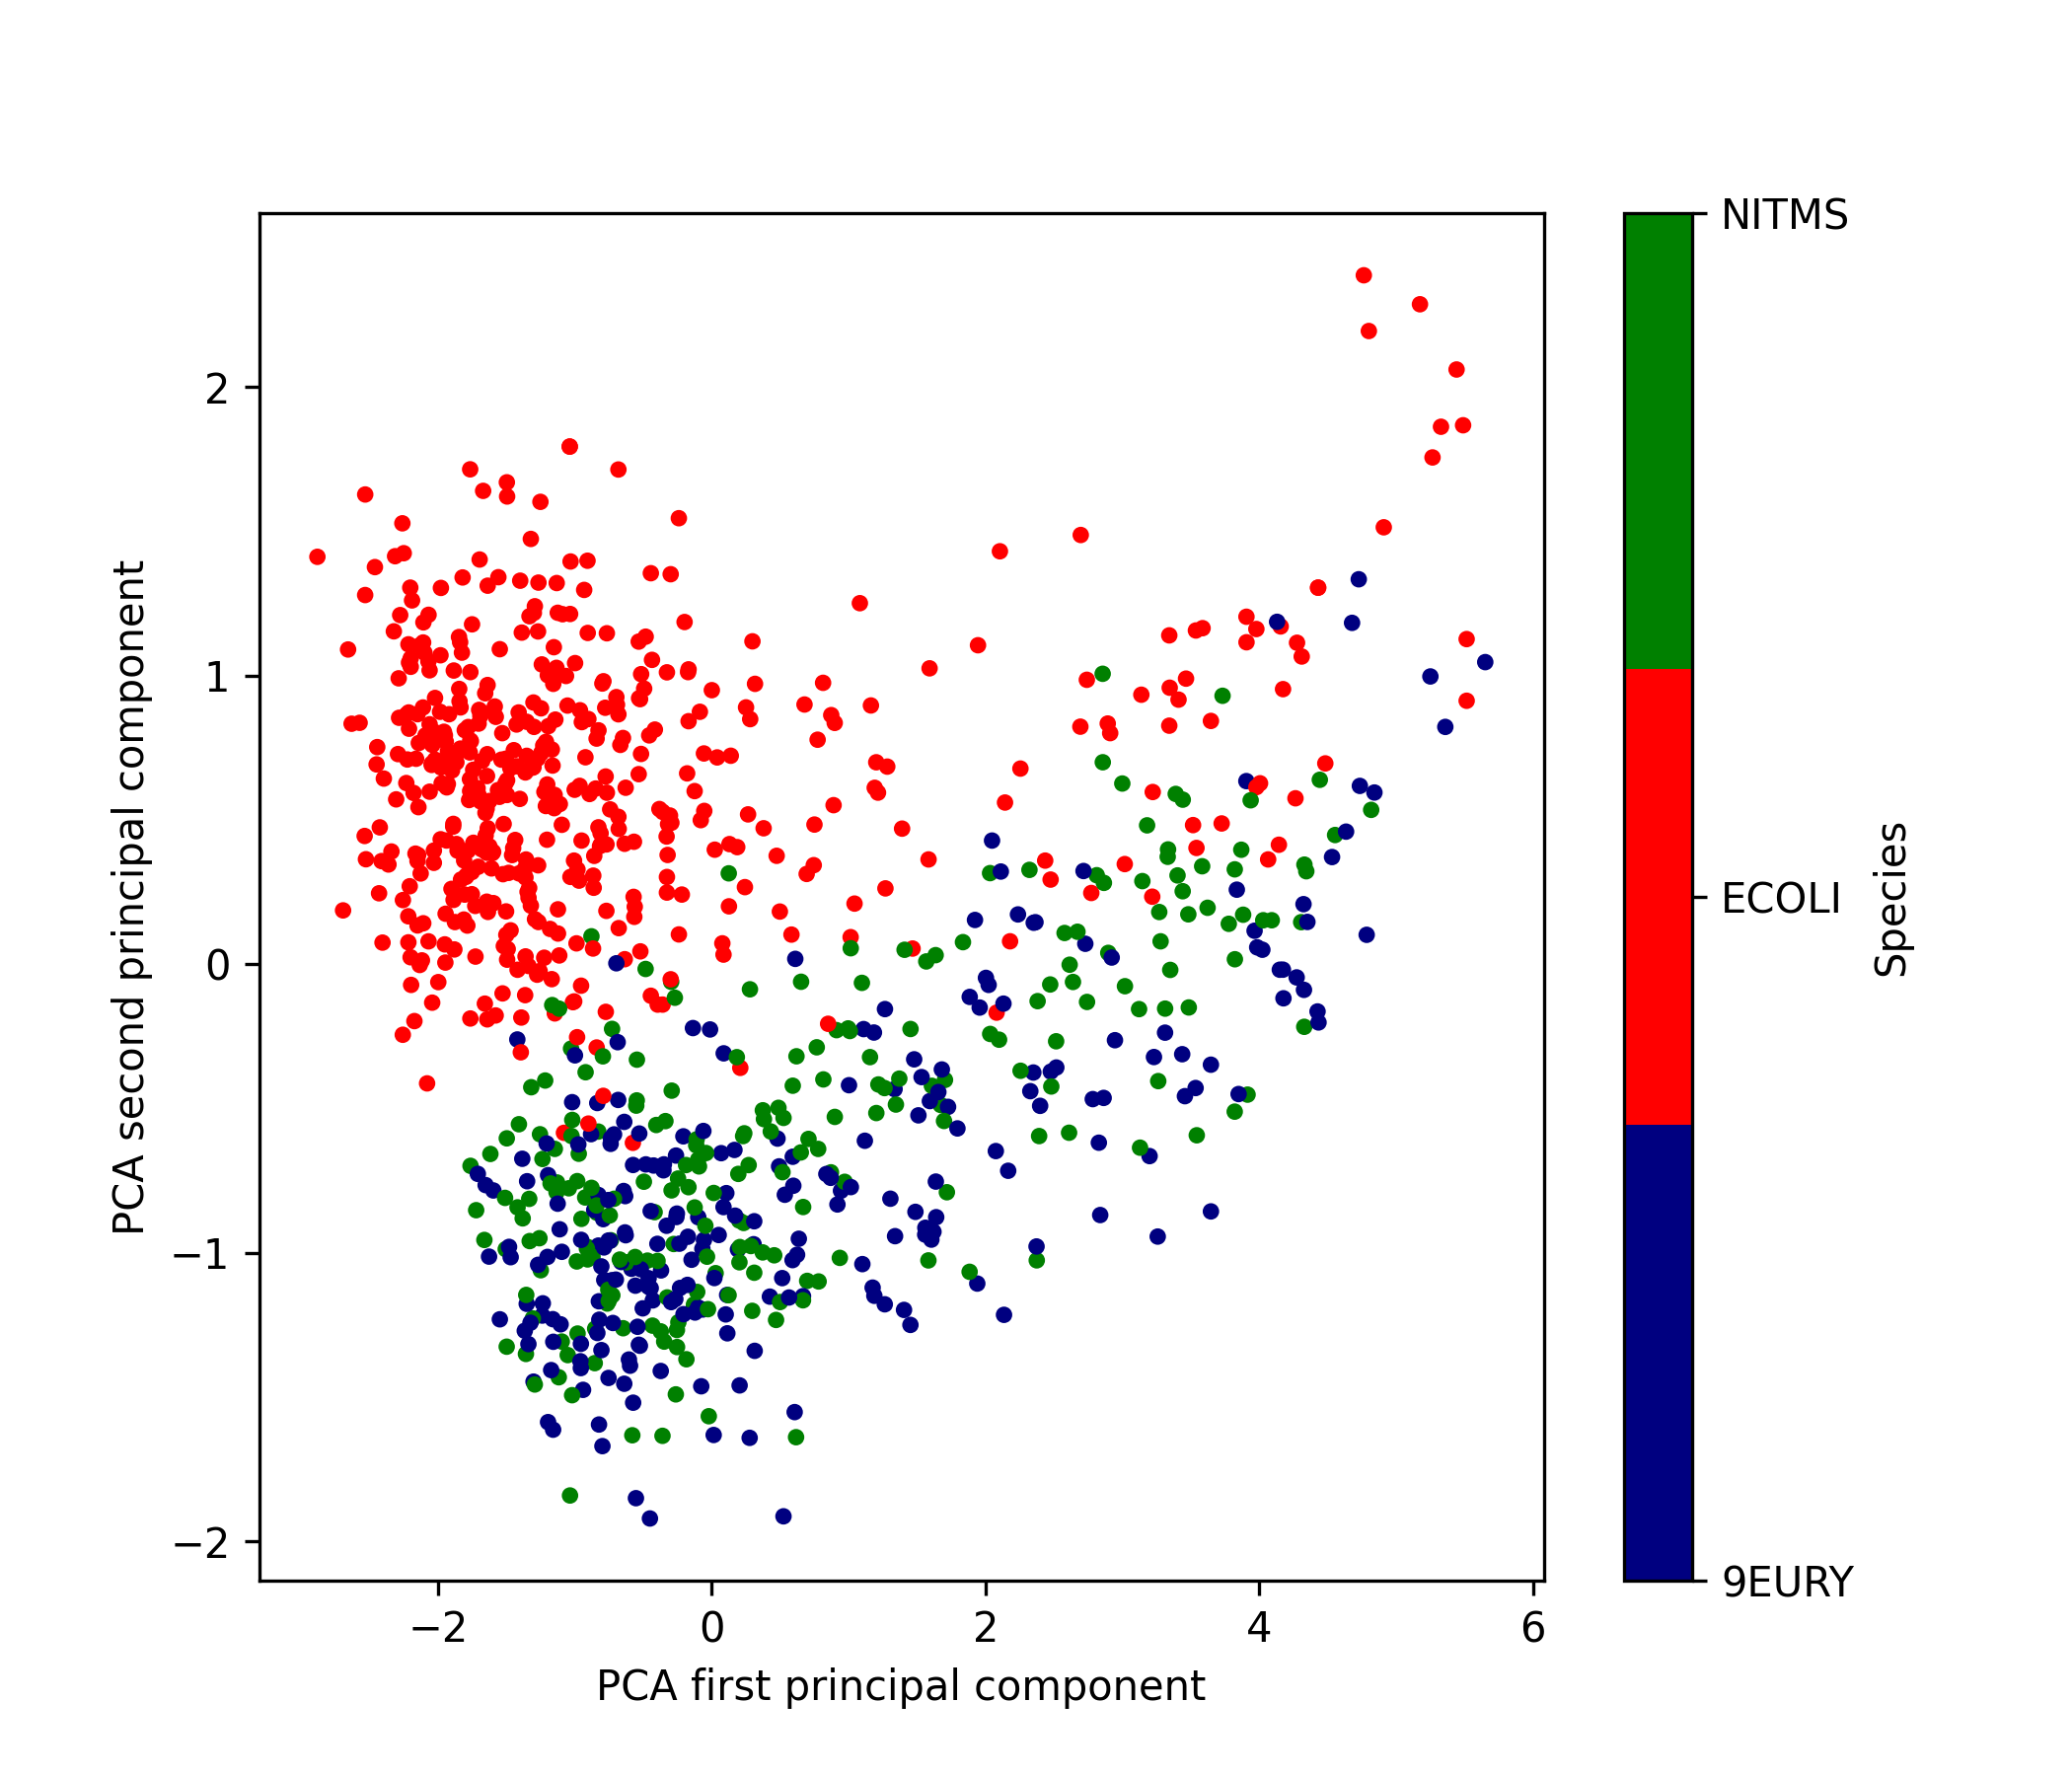 NITMS
ECOLI
9EURY
Species
2
1
0
−1
−2
PCA second principal component
−2 0 2 4 6
PCA first principal component